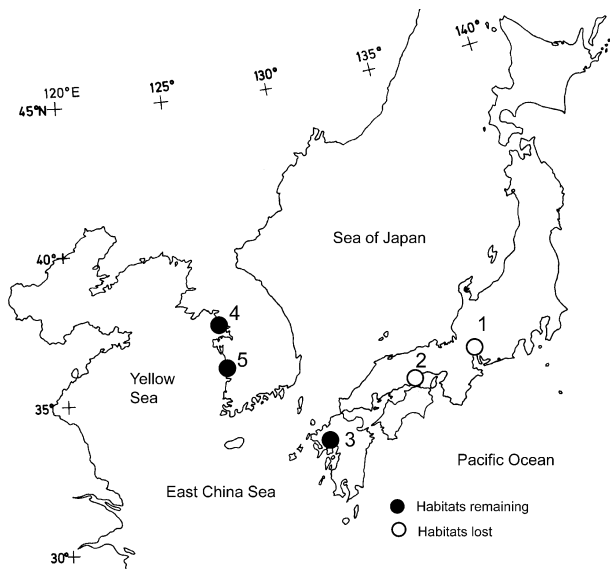 140°
135°
130°
125°
120°E
45°N
Sea of Japan
40°
4
1
5
2
Yellow
Sea
35°
3
Pacific Ocean
East China Sea
Habitats remaining
Habitats lost
30°